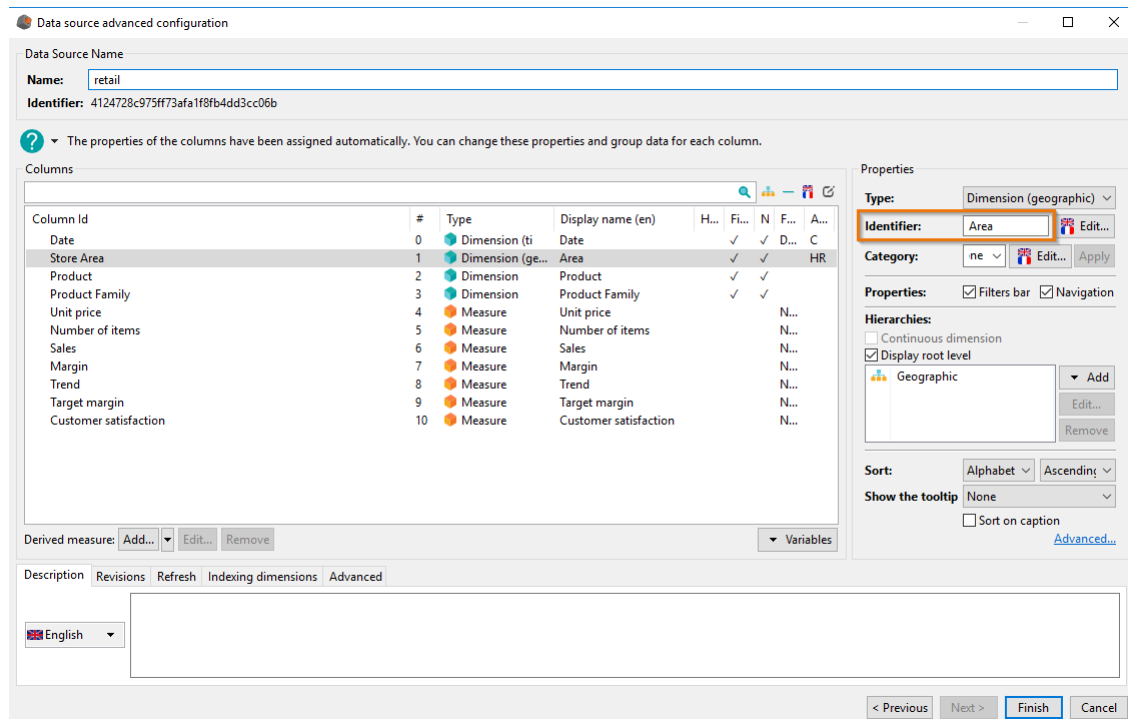 Data source advanced configuration
Data Source Name
Name: retail
Identifier: 4124728c975ff73afa1f8fb4dd3cc06b
? The properties of the columns have been assigned automatically. You can change these properties and group data for each column.
Columns
Column Id # Type Display name (en) H... Fi... N F... A...
Date 0 Dimension (ti Date ✓ ✓ D... C
Store Area 1 Dimension (ge... Area ✓ ✓ HR
Product 2 Dimension Product ✓ ✓
Product Family 3 Dimension Product Family ✓ ✓
Unit price 4 Measure Unit price N...
Number of items 5 Measure Number of items N...
Sales 6 Measure Sales N...
Margin 7 Measure Margin N...
Trend 8 Measure Trend N...
Target margin 9 Measure Target margin N...
Customer satisfaction 10 Measure Customer satisfaction N...
Derived measure: Add... Edit... Remove Variables
Properties
Type: Dimension (geographic)
Identifier: Area Edit...
Category: ne Edit... Apply
Properties: Filters bar Navigation
Hierarchies:
Continuous dimension
Display root level
Geographic Add
Edit...
Remove
Sort: Alphabet Ascending
Show the tooltip None
Sort on caption
Advanced...
Description Revisions Refresh Indexing dimensions Advanced
English
< Previous Next > Finish Cancel